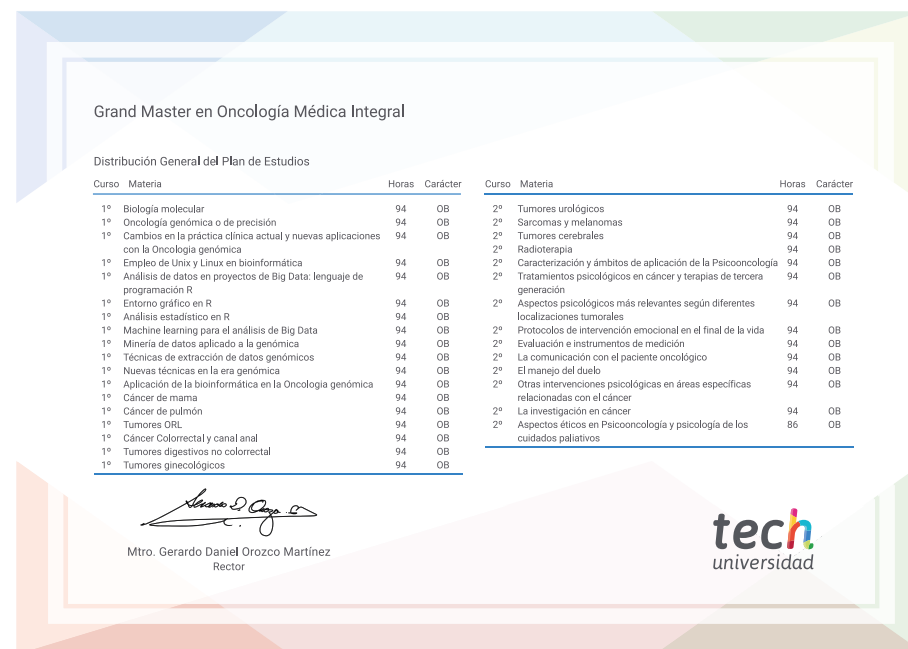 Grand Master en Oncología Médica Integral
Distribución General del Plan de Estudios
Curso Materia Horas Carácter
1º Biología molecular 94 OB
1º Oncología genómica o de precisión 94 OB
1º Cambios en la práctica clínica actual y nuevas aplicaciones 94 OB
con la Oncologia genómica
1º Empleo de Unix y Linux en bioinformática 94 OB
1º Análisis de datos en proyectos de Big Data: lenguaje de 94 OB
programación R
1º Entorno gráfico en R 94 OB
1º Análisis estadístico en R 94 OB
1º Machine learning para el análisis de Big Data 94 OB
1º Minería de datos aplicado a la genómica 94 OB
1º Técnicas de extracción de datos genómicos 94 OB
1º Nuevas técnicas en la era genómica 94 OB
1º Aplicación de la bioinformática en la Oncologia genómica 94 OB
1º Cáncer de mama 94 OB
1º Cáncer de pulmón 94 OB
1º Tumores ORL 94 OB
1º Cáncer Colorrectal y canal anal 94 OB
1º Tumores digestivos no colorrectal 94 OB
1º Tumores ginecológicos 94 OB
Curso Materia Horas Carácter
2º Tumores urológicos 94 OB
2º Sarcomas y melanomas 94 OB
2º Tumores cerebrales 94 OB
2º Radioterapia 94 OB
2º Caracterización y ámbitos de aplicación de la Psicooncología 94 OB
2º Tratamientos psicológicos en cáncer y terapias de tercera 94 OB
generación
2º Aspectos psicológicos más relevantes según diferentes 94 OB
localizaciones tumorales
2º Protocolos de intervención emocional en el final de la vida 94 OB
2º Evaluación e instrumentos de medición 94 OB
2º La comunicación con el paciente oncológico 94 OB
2º El manejo del duelo 94 OB
2º Otras intervenciones psicológicas en áreas específicas 94 OB
relacionadas con el cáncer
2º La investigación en cáncer 94 OB
2º Aspectos éticos en Psicooncología y psicología de los 86 OB
cuidados paliativos
Mtro. Gerardo Daniel Orozco Martínez
Rector
tech
universidad